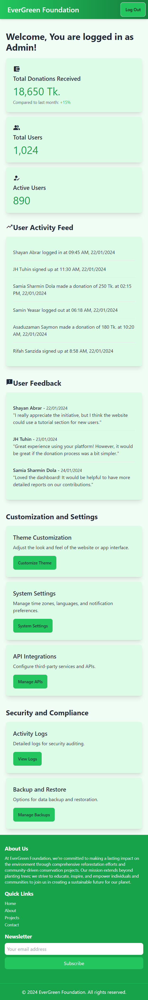 EverGreen Foundation
Log Out
Welcome, You are logged in as
Admin!
Total Donations Received
18,650 Tk.
Compared to last month: +15%
Total Users
1,024
Active Users
890
User Activity Feed
Shayan Abrar logged in at 09:45 AM, 22/01/2024
JH Tuhin signed up at 11:30 AM, 22/01/2024
Samia Sharmin Dola made a donation of 250 Tk. at 02:15
PM, 22/01/2024
Samin Yeasar logged out at 06:18 AM, 22/01/2024
Asaduzaman Saymon made a donation of 180 Tk. at 10:20
AM, 22/01/2024
Rifah Sanzida signed up at 8:58 AM, 22/01/2024
User Feedback
Shayan Abrar - 22/01/2024
"I really appreciate the initiative, but I think the website
could use a tutorial section for new users."
JH Tuhin - 23/01/2024
"Great experience using your platform! However, it would
be great if the donation process was a bit simpler."
Samia Sharmin Dola - 24/01/2024
"Loved the dashboard! It would be helpful to have more
detailed reports on our contributions."
Customization and Settings
Theme Customization
Adjust the look and feel of the website or app interface.
Customize Theme
System Settings
Manage time zones, languages, and notification
preferences.
System Settings
API Integrations
Configure third-party services and APIs.
Manage APIs
Security and Compliance
Activity Logs
Detailed logs for security auditing.
View Logs
Backup and Restore
Options for data backup and restoration.
Manage Backups
About Us
At EverGreen Foundation, we're committed to making a lasting impact on
the environment through comprehensive reforestation efforts and
community-driven conservation projects. Our mission extends beyond
planting trees; we strive to educate, inspire, and empower individuals and
communities to join us in creating a sustainable future for our planet.
Quick Links
Home
About
Projects
Contact
Newsletter
Your email address
Subscribe
© 2024 EverGreen Foundation. All rights reserved.